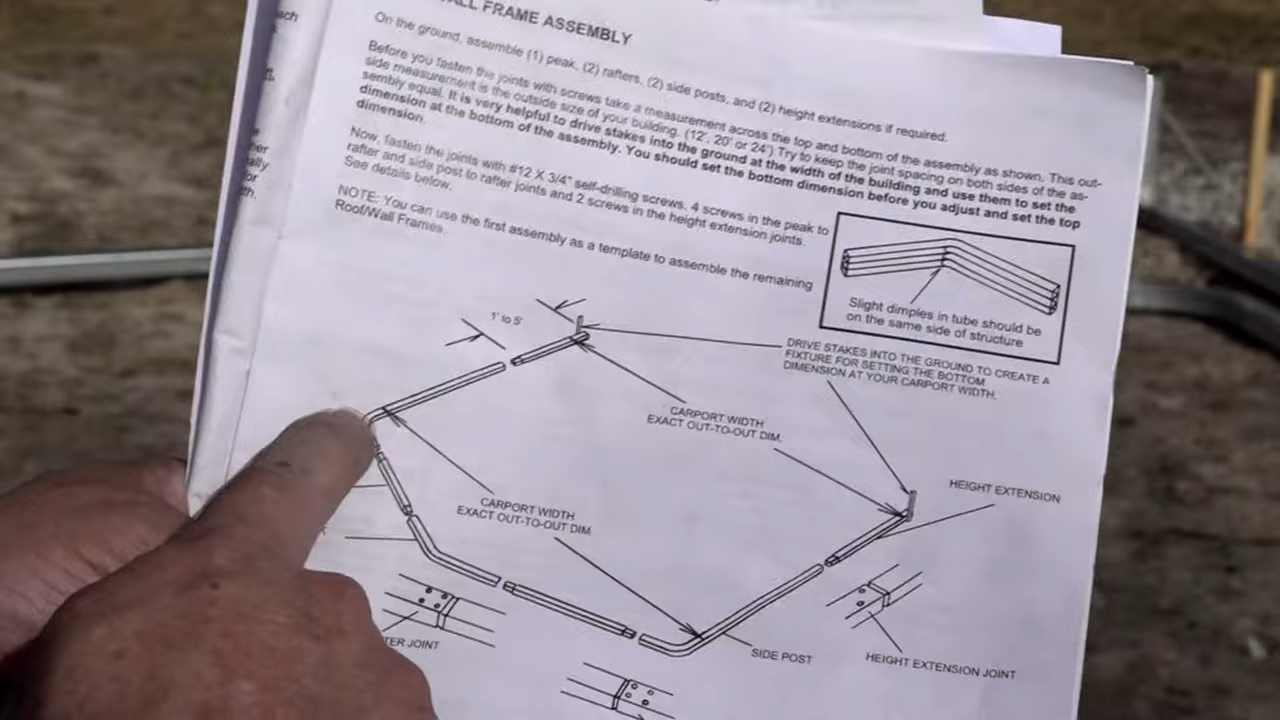 ALL FRAME ASSEMBLY
On the ground, assemble (1) peak, (2) rafters, (2) side posts, and (2) height extensions if required.
Before you fasten the joints with screws take a measurement across the top and bottom of the assembly as shown. This out-
side measurement is the outside size of your building. (12', 20' or 24') Try to keep the joint spacing on both sides of the as-
sembly equal. It is very helpful to drive stakes into the ground at the width of the building and use them to set the
dimension at the bottom of the assembly. You should set the bottom dimension before you adjust and set the top
dimension.
Now, fasten the joints with #12 X 3/4" self-drilling screws, 4 screws in the peak to
rafter and side post to rafter joints and 2 screws in the height extension joints.
See details below.
NOTE: You can use the first assembly as a template to assemble the remaining
Roof/Wall Frames.
Slight dimples in tube should be
on the same side of structure
1' to 5'
DRIVE STAKES INTO THE GROUND TO CREATE A
FIXTURE FOR SETTING THE BOTTOM
DIMENSION AT YOUR CARPORT WIDTH.
CARPORT WIDTH
EXACT OUT-TO-OUT DIM.
HEIGHT EXTENSION
CARPORT WIDTH
EXACT OUT-TO-OUT DIM
TER JOINT
SIDE POST
HEIGHT EXTENSION JOINT